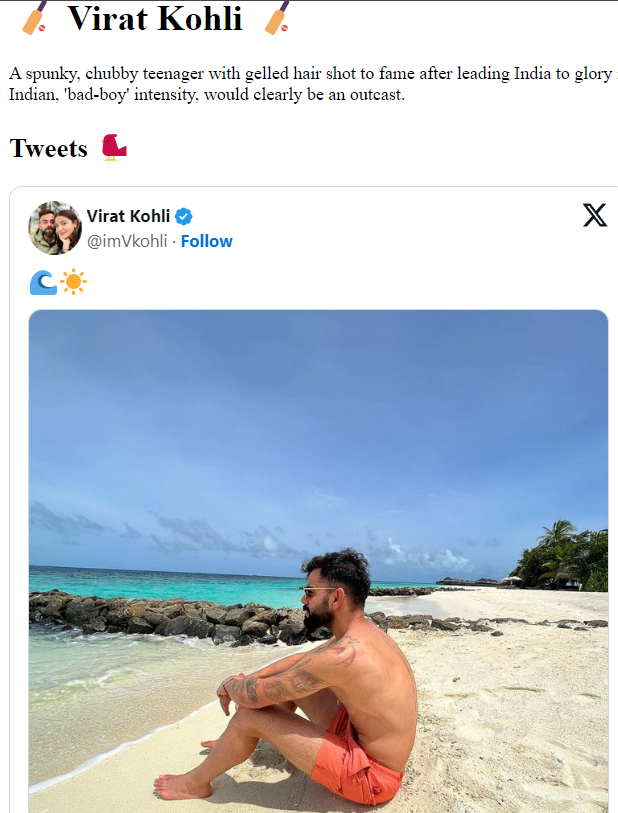 🏏 Virat Kohli 🏏
A spunky, chubby teenager with gelled hair shot to fame after leading India to glory
Indian, 'bad-boy' intensity, would clearly be an outcast.
Tweets
Virat Kohli
@imVkohli · Follow
🌊☀️